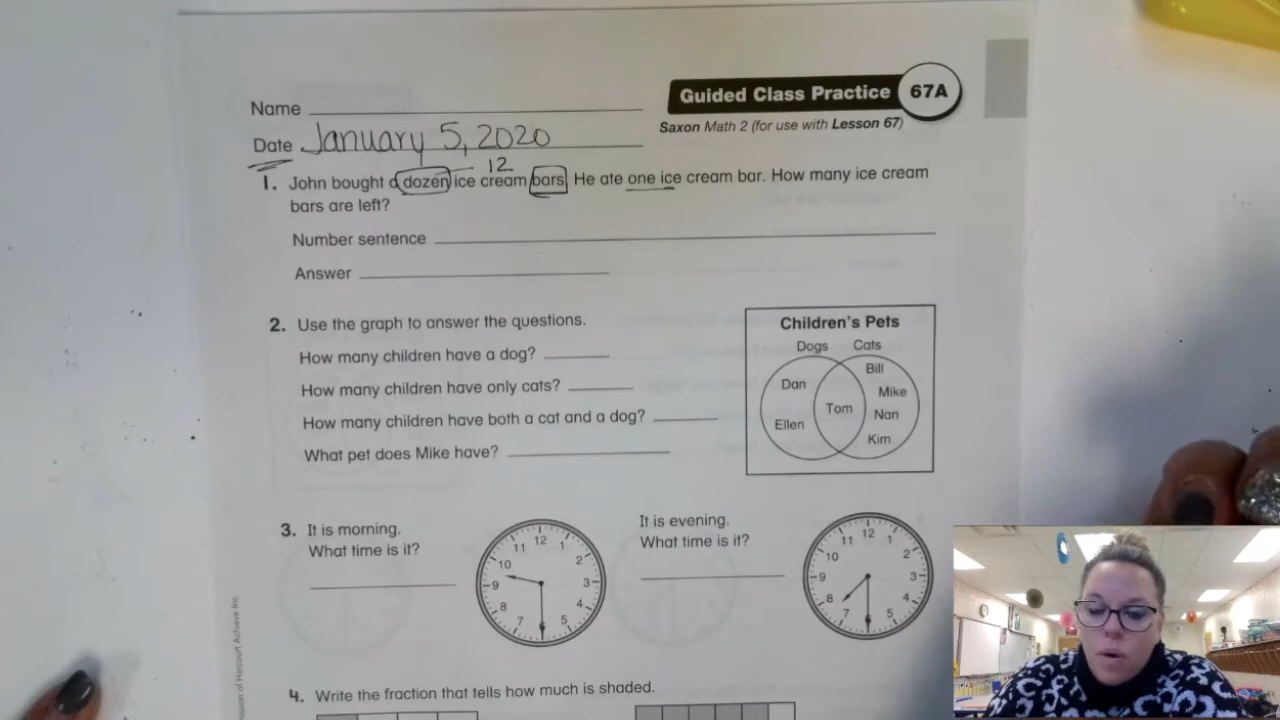 Name
Guided Class Practice 67A
Saxon Math 2 (for use with Lesson 67)
Date January 5, 2020
12
1. John bought a dozen ice cream bars. He ate one ice cream bar. How many ice cream
bars are left?
Number sentence
Answer
2. Use the graph to answer the questions.
How many children have a dog?
How many children have only cats?
How many children have both a cat and a dog?
What pet does Mike have?
Children's Pets
Dogs Cats
Bill
Dan
Mike
Tom
Nan
Ellen
Kim
3. It is morning.
What time is it?
12
11 1
10 2
9 3
8 4
7 5
It is evening.
What time is it?
12
11 1
10 2
9 3
8 4
7 5
4. Write the fraction that tells how much is shaded.
of Harcourt Achieve Inc.